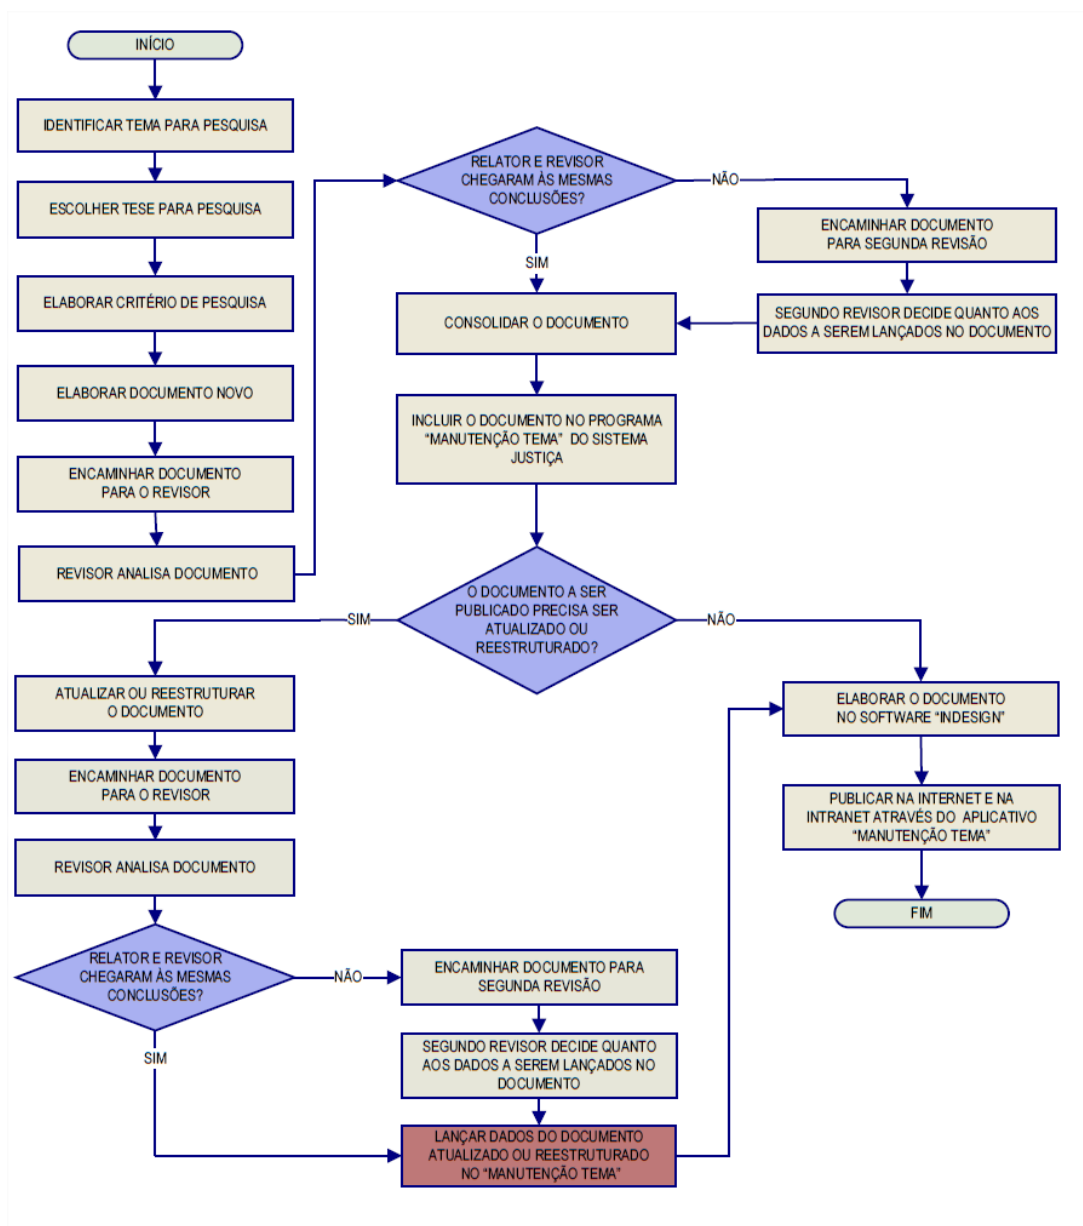 INÍCIO
IDENTIFICAR TEMA PARA PESQUISA
ESCOLHER TESE PARA PESQUISA
ELABORAR CRITÉRIO DE PESQUISA
ELABORAR DOCUMENTO NOVO
ENCAMINHAR DOCUMENTO
PARA O REVISOR
REVISOR ANALISA DOCUMENTO
RELATOR E REVISOR
CHEGARAM ÀS MESMAS
CONCLUSÕES?
NÃO
ENCAMINHAR DOCUMENTO
PARA SEGUNDA REVISÃO
SEGUNDO REVISOR DECIDE QUANTO AOS
DADOS A SEREM LANÇADOS NO DOCUMENTO
SIM
CONSOLIDAR O DOCUMENTO
INCLUIR O DOCUMENTO NO PROGRAMA
“MANUTENÇÃO TEMA” DO SISTEMA
JUSTIÇA
O DOCUMENTO A SER
PUBLICADO PRECISA SER
ATUALIZADO OU
REESTRUTURADO?
SIM
NÃO
ATUALIZAR OU REESTRUTURAR
O DOCUMENTO
ENCAMINHAR DOCUMENTO
PARA O REVISOR
REVISOR ANALISA DOCUMENTO
RELATOR E REVISOR
CHEGARAM ÀS MESMAS
CONCLUSÕES?
NÃO
ENCAMINHAR DOCUMENTO PARA
SEGUNDA REVISÃO
SEGUNDO REVISOR DECIDE QUANTO
AOS DADOS A SEREM LANÇADOS NO
DOCUMENTO
SIM
LANÇAR DADOS DO DOCUMENTO
ATUALIZADO OU REESTRUTURADO
NO “MANUTENÇÃO TEMA”
ELABORAR O DOCUMENTO
NO SOFTWARE “INDESIGN”
PUBLICAR NA INTERNET E NA
INTRANET ATRAVÉS DO APLICATIVO
“MANUTENÇÃO TEMA”
FIM